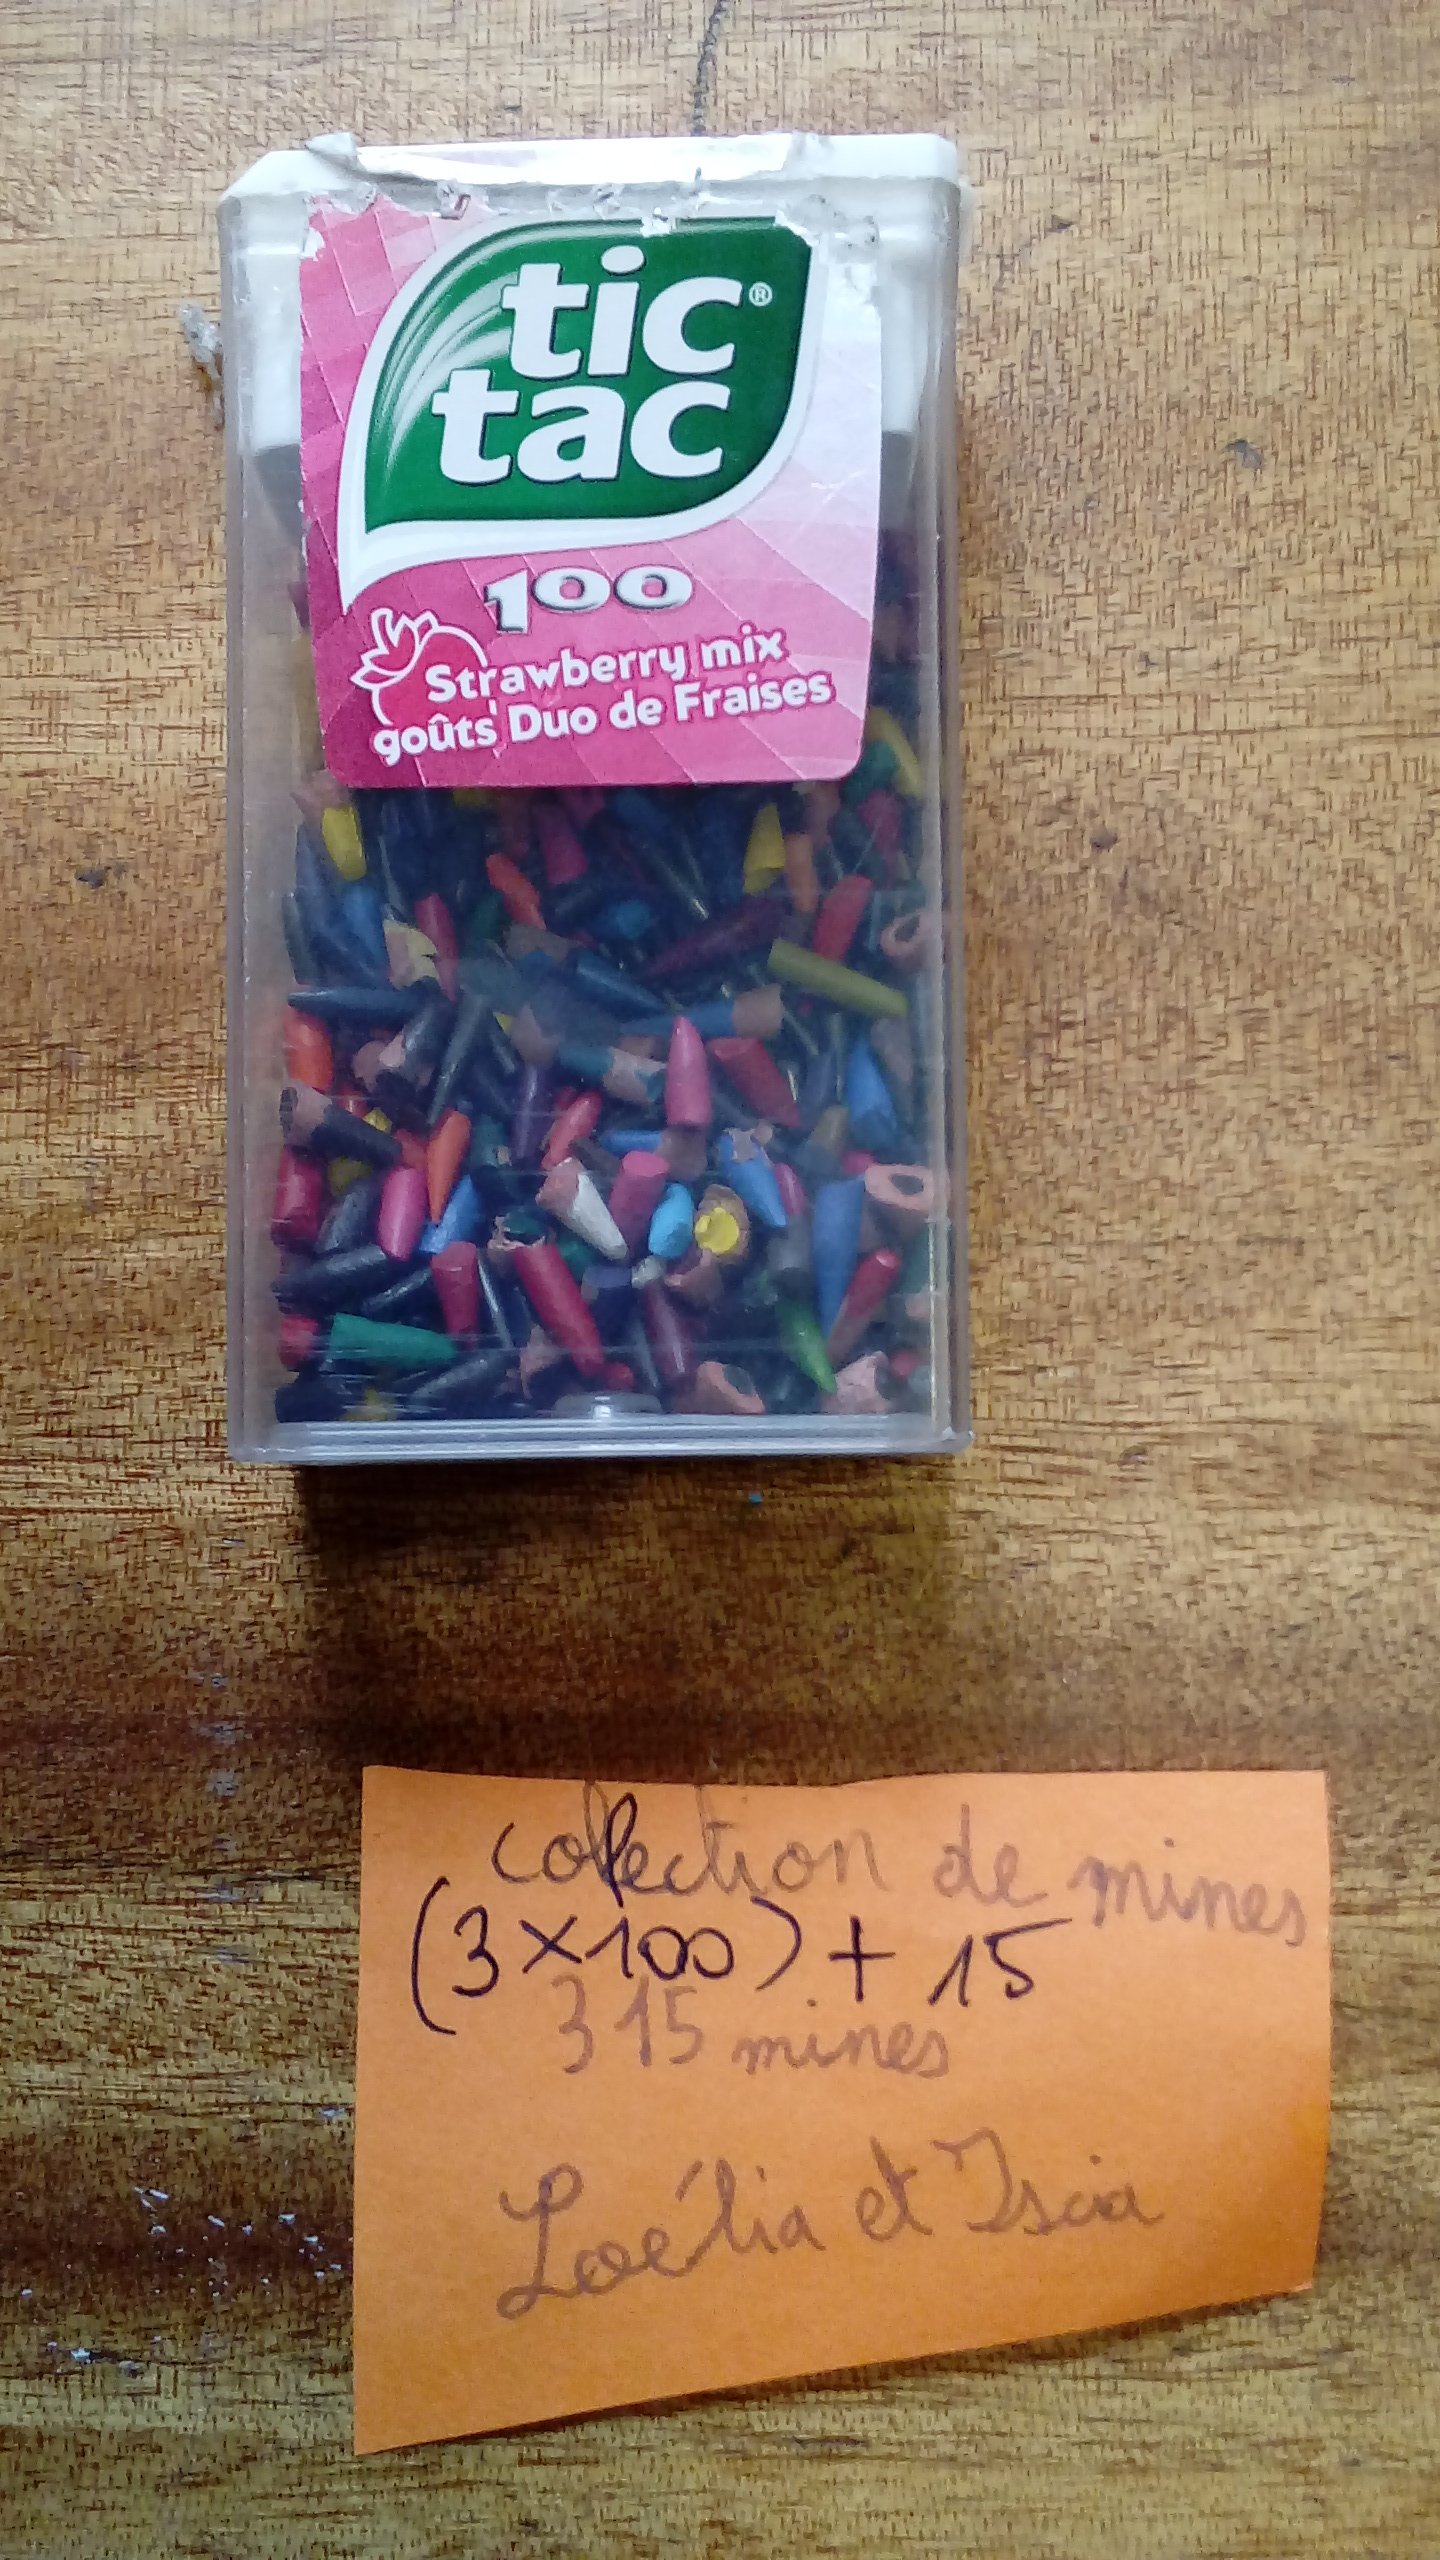 tic®
tac
100
Strawberry mix
goûts Duo de Fraises
collection de mines
(3×100) + 15
315 mines
Loélia et Iscia